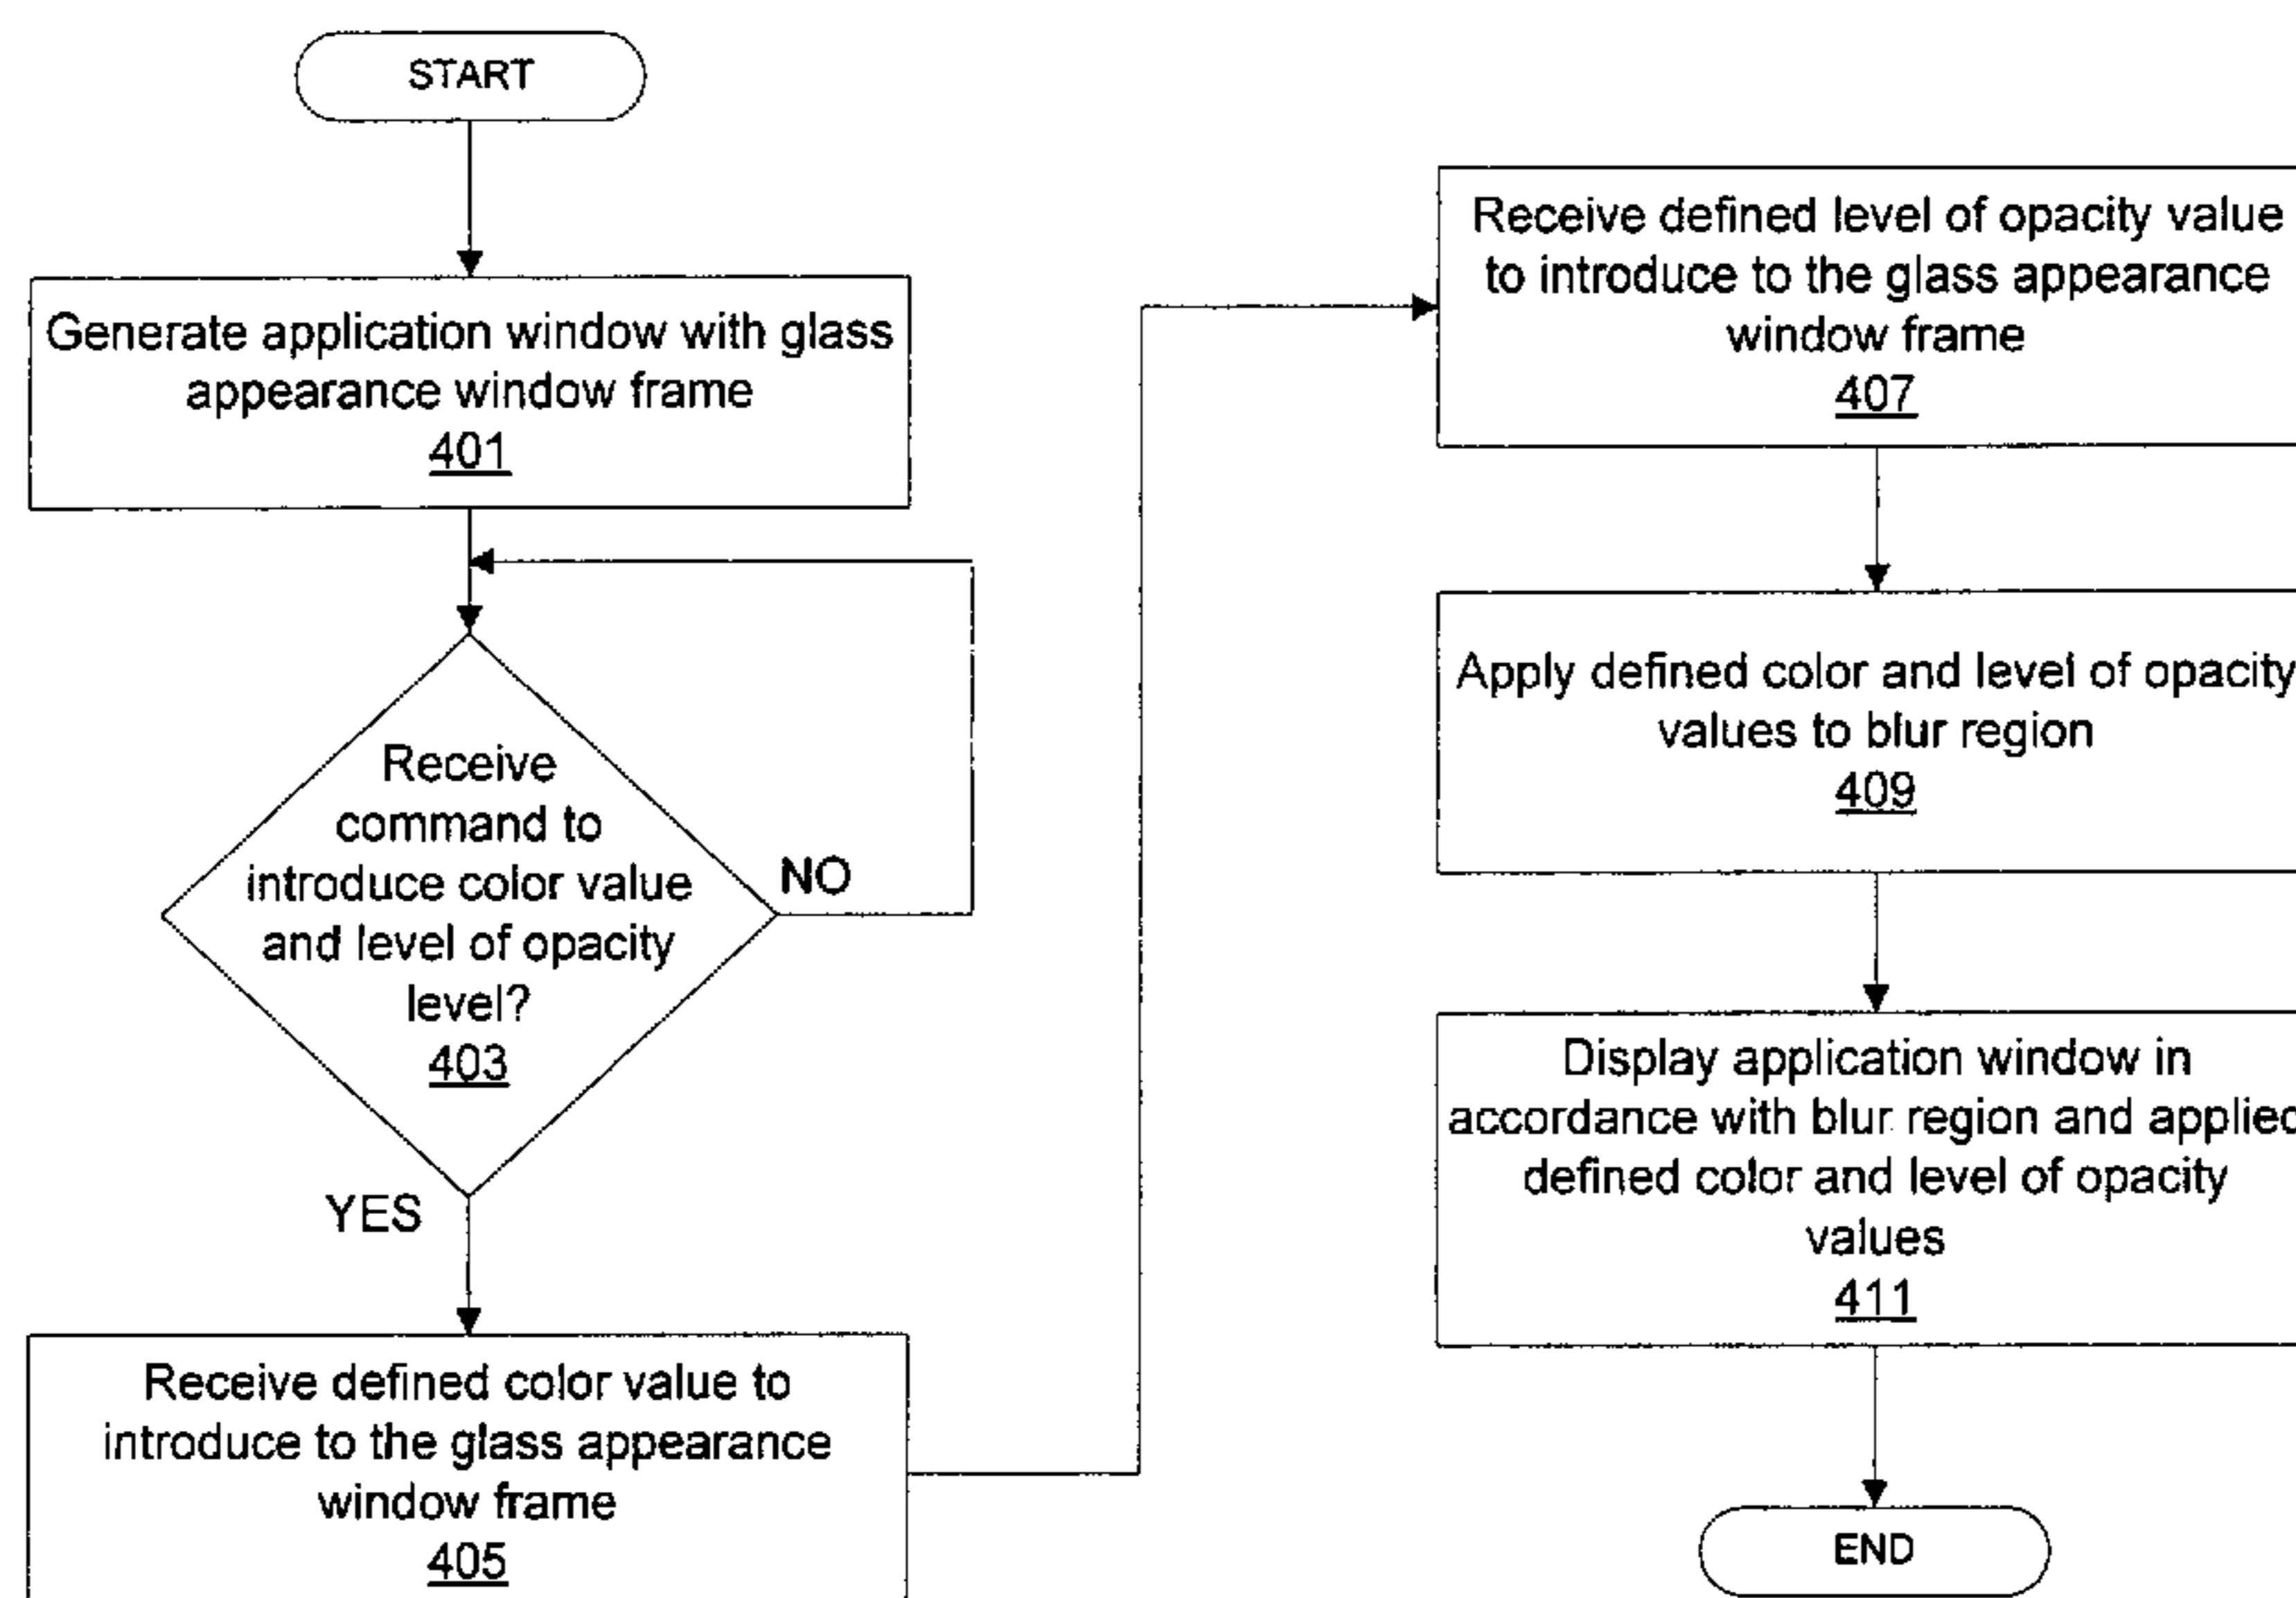 START
Generate application window with glass
appearance window frame
401
Receive
command to
introduce color value
and level of opacity
level?
403
NO
YES
Receive defined color value to
introduce to the glass appearance
window frame
405
Receive defined level of opacity value
to introduce to the glass appearance
window frame
407
Apply defined color and level of opacity
values to blur region
409
Display application window in
accordance with blur region and applied
defined color and level of opacity
values
411
END